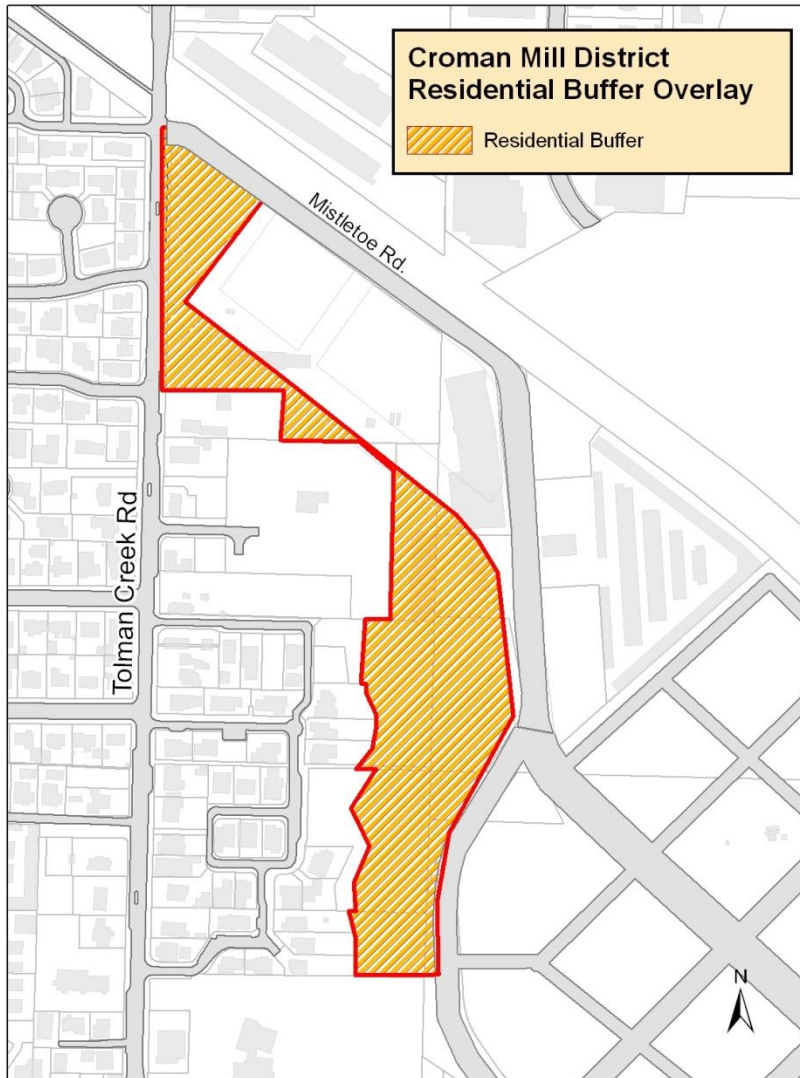 Croman Mill District
Residential Buffer Overlay
Residential Buffer
Mistletoe Rd.
Tolman Creek Rd
N